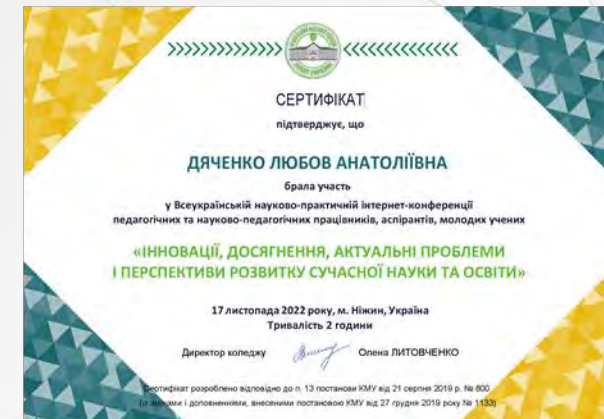 СЕРТИФІКАТ
підтверджує, що
ДЯЧЕНКО ЛЮБОВ АНАТОЛІЇВНА
брала участь
у Всеукраїнській науково-практичній інтернет-конференції
педагогічних та науково-педагогічних працівників, аспірантів, молодих учених
«ІННОВАЦІЇ, ДОСЯГНЕННЯ, АКТУАЛЬНІ ПРОБЛЕМИ
І ПЕРСПЕКТИВИ РОЗВИТКУ СУЧАСНОЇ НАУКИ ТА ОСВІТИ»
17 листопада 2022 року, м. Ніжин, Україна
Тривалість 2 години
Директор коледжу Олена ЛИТОВЧЕНКО
Сертифікат розроблено відповідно до п. 13 постанови КМУ від 21 серпня 2019 р. № 800
(із змінами і доповненнями, внесеними постановою КМУ від 27 грудня 2019 року № 1133)